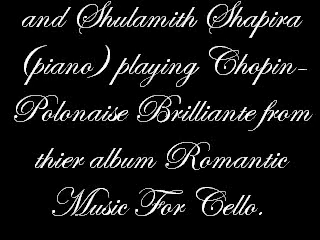 and Shulamith Shapira
(piano) playing Chopin-
Polonaise Brilliante from
thier album Romantic
Music For Cello.